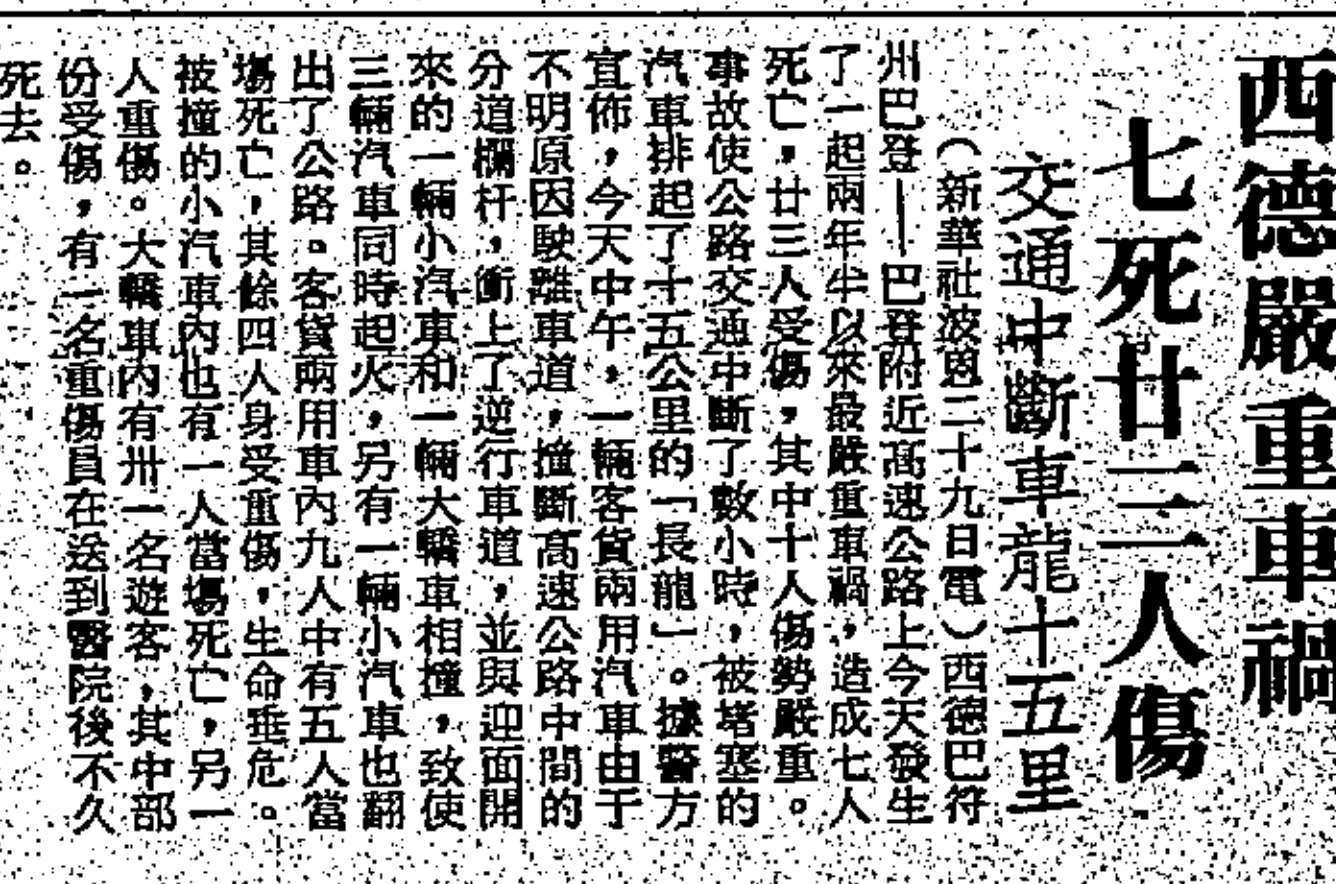 西德嚴重車禍
七死廿三人傷
交通中斷車龍十五里
（新華社波恩二十九日電）西德巴符
州巴登——巴登附近高速公路上今天發生
了一起兩年半以來最嚴重車禍，造成七人
死亡，廿三人受傷，其中十人傷勢嚴重。
事故使公路交通中斷了數小時，被堵塞的
汽車排起了十五公里的「長龍」。據警方
宣佈，今天中午，一輛客貨兩用汽車由于
不明原因駛離車道，撞斷高速公路中間的
分道欄杆，衝上了逆行車道，並與迎面開
來的一輛小汽車和一輛大轎車相撞，致使
三輛汽車同時起火，另有一輛小汽車也翻
出了公路。客貨兩用車內九人中有五人當
場死亡，其餘四人身受重傷，生命垂危。
被撞的小汽車內也有一人當場死亡，另一
人重傷。大轎車內有卅一名遊客，其中部
份受傷，有一名重傷員在送到醫院後不久
死去。